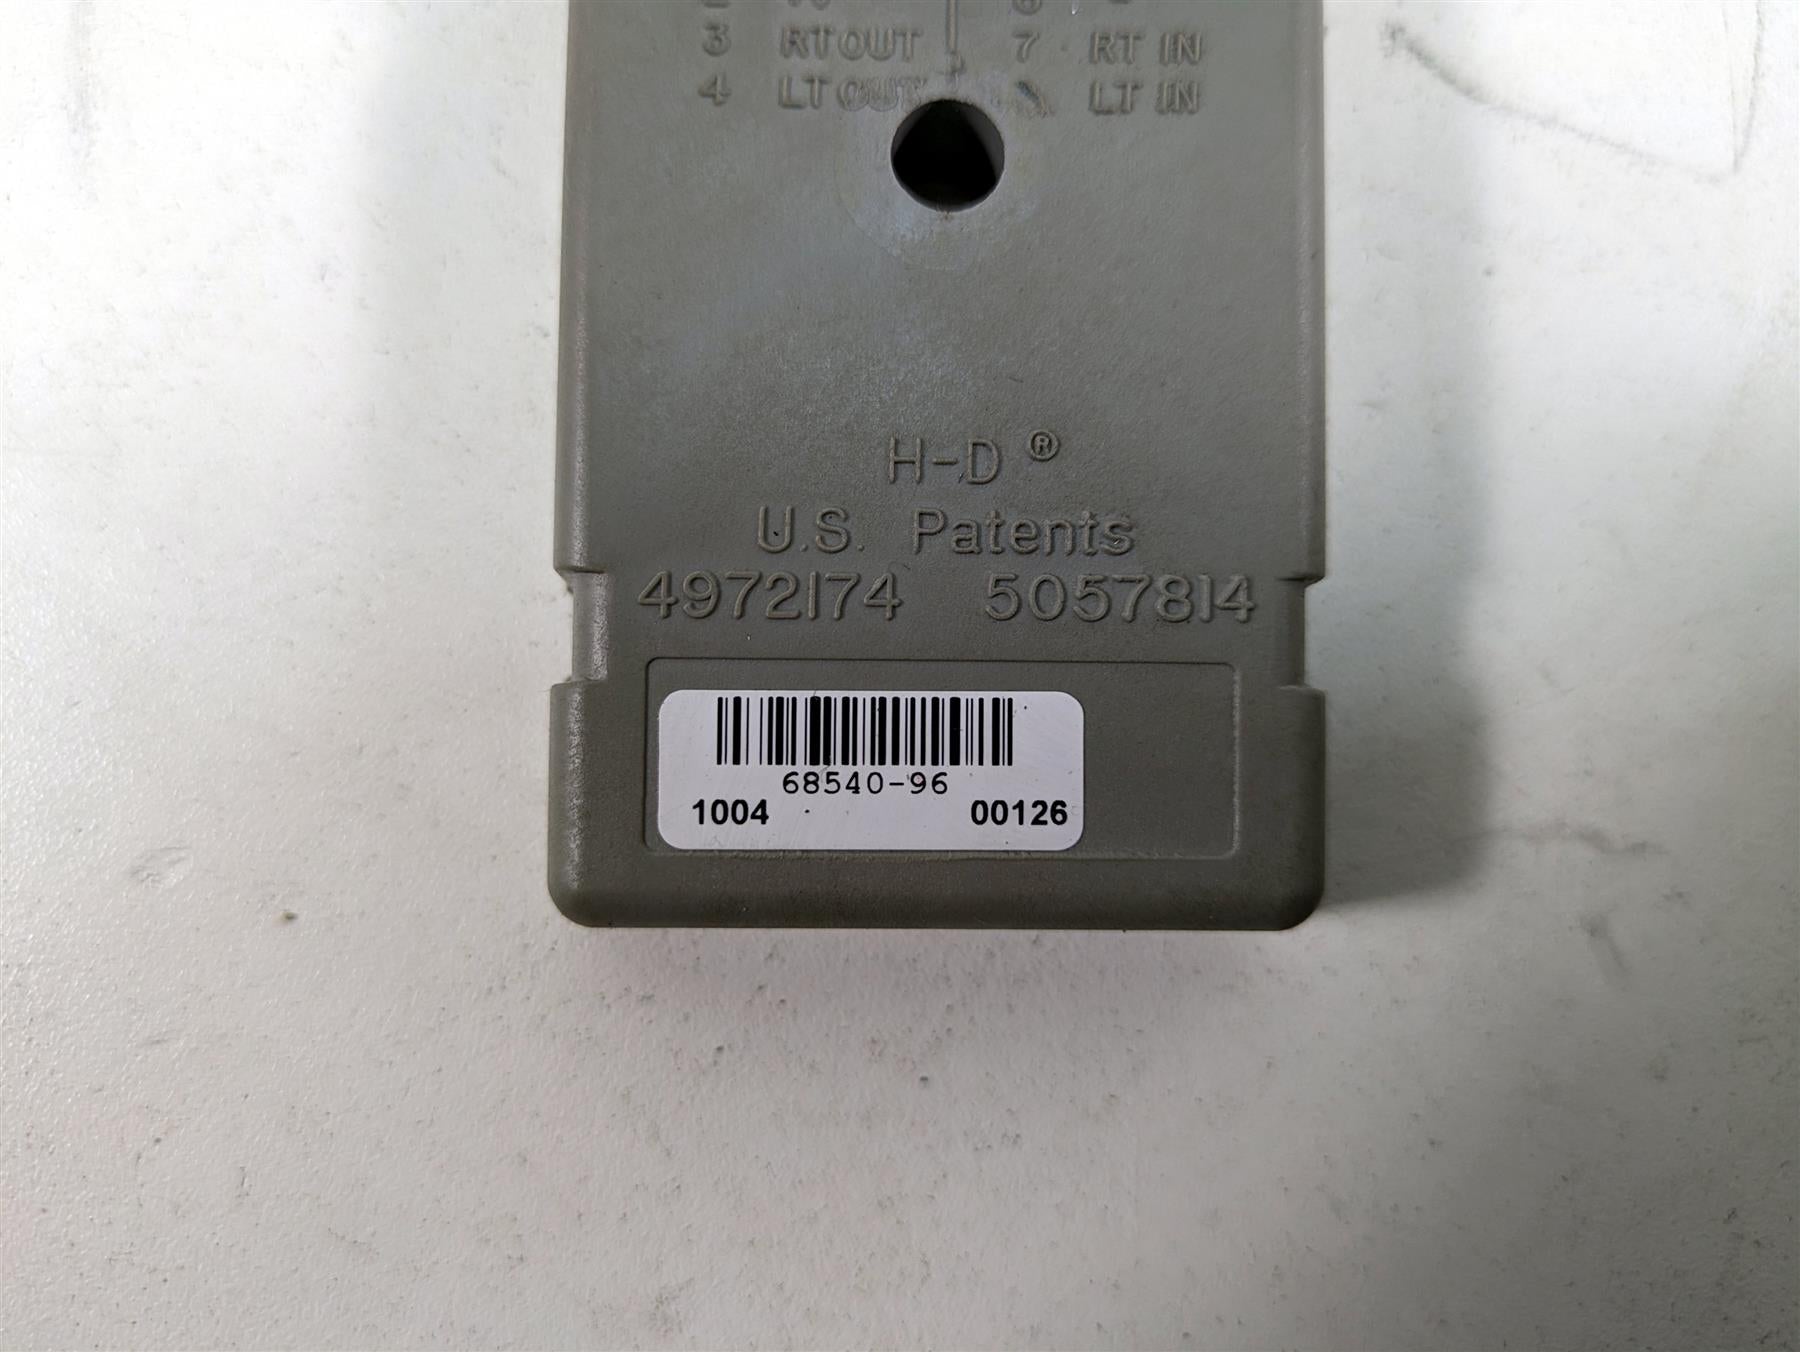 3 RT OUT 7 RT IN
4 LT OUT LT IN
H-D ®
U.S. Patents
4972174 5057814
68540-96
1004 00126